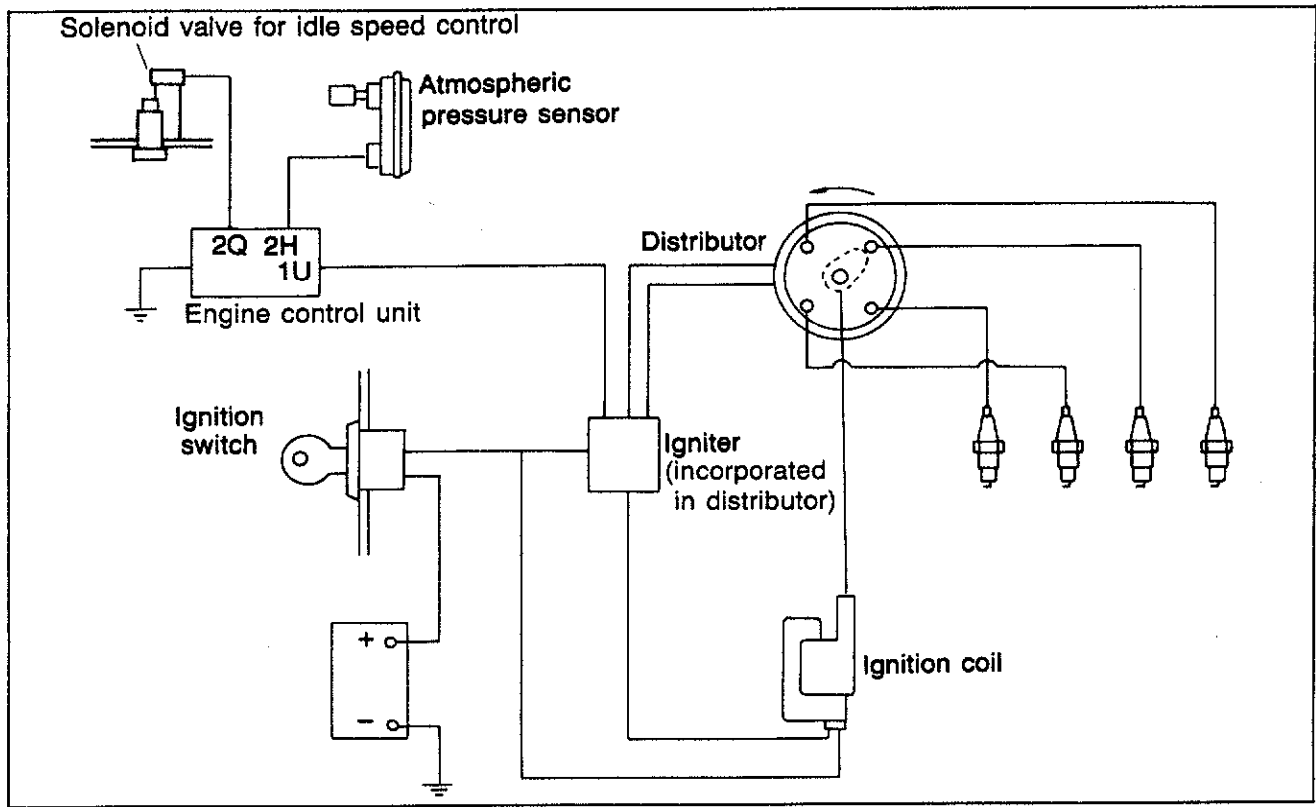 Solenoid valve for idle speed control
Atmospheric
pressure sensor
2Q 2H
1U
Engine control unit
Distributor
Ignition
switch
Igniter
(incorporated
in distributor)
+
−
Ignition coil